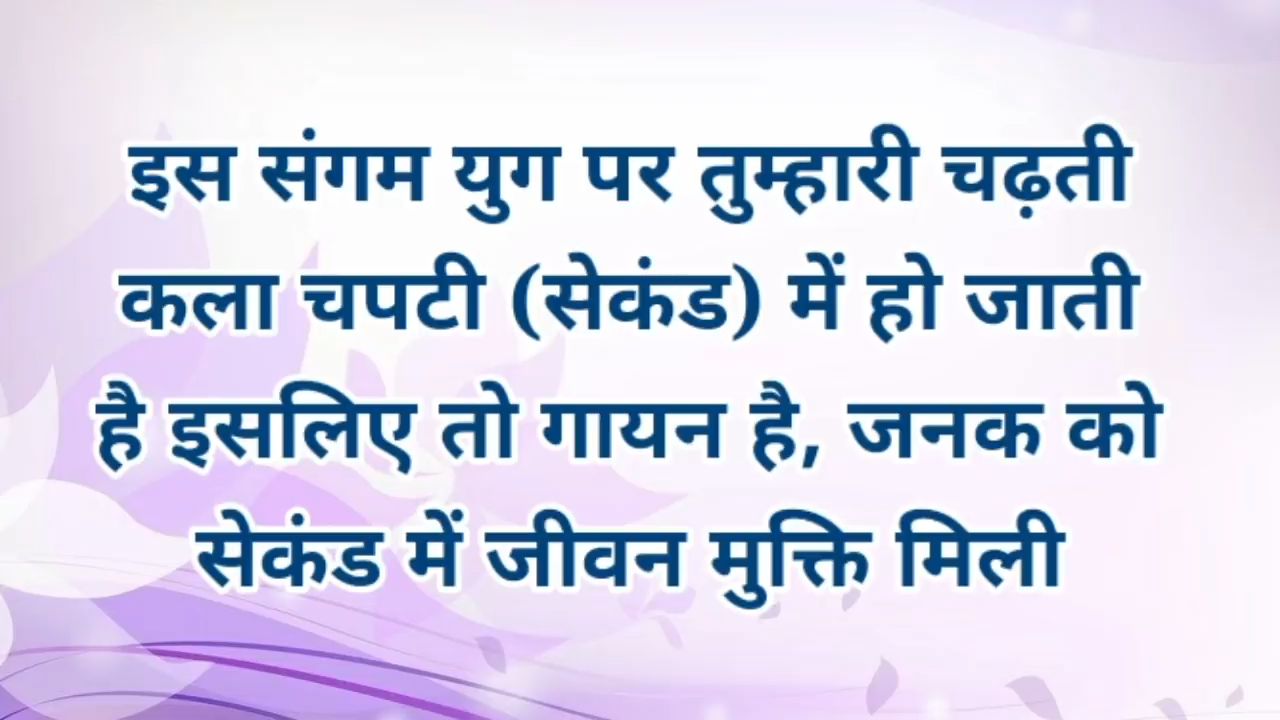 इस संगम युग पर तुम्हारी चढ़ती
कला चपटी (सेकंड) में हो जाती
है इसलिए तो गायन है, जनक को
सेकंड में जीवन मुक्ति मिली